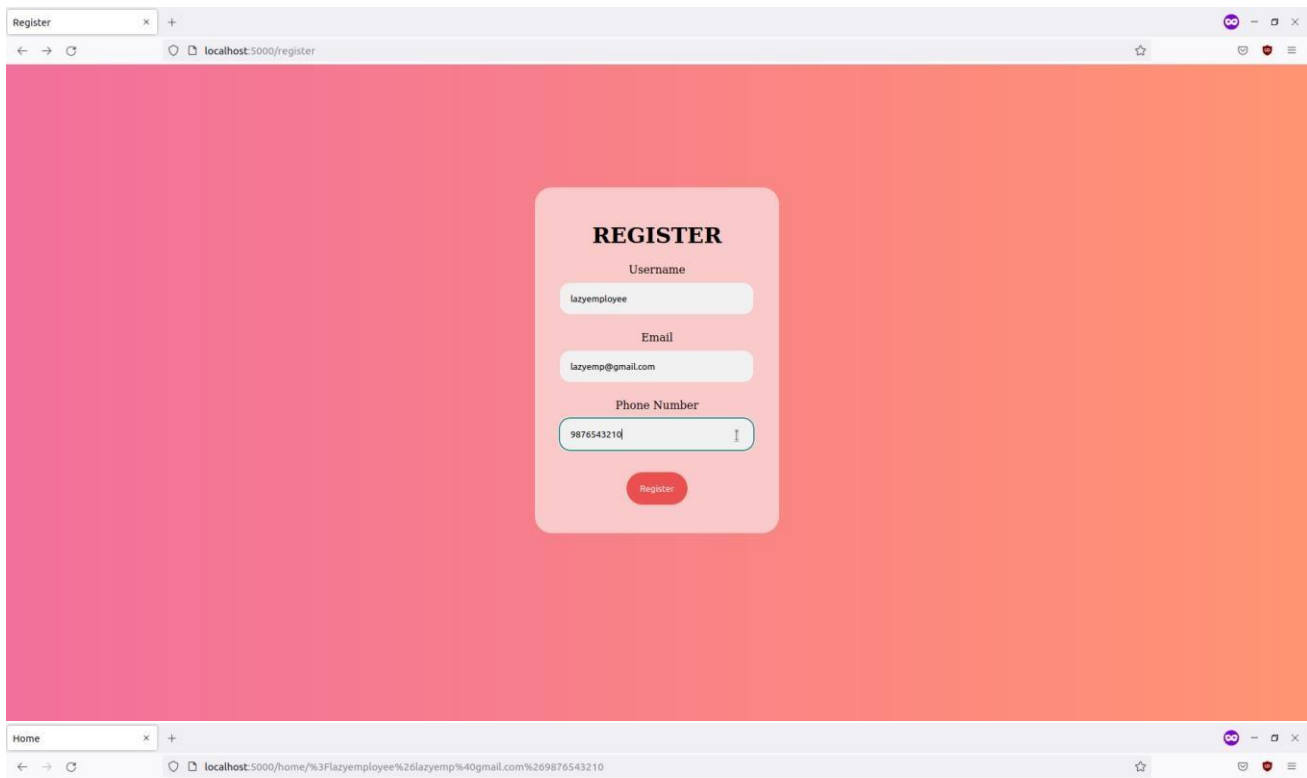 Register
localhost:5000/register
REGISTER
Username
lazyemployee
Email
lazyemp@gmail.com
Phone Number
9876543210
Register
Home
localhost:5000/home/%3Flazyemployee%26lazyemp%40gmail.com%269876543210